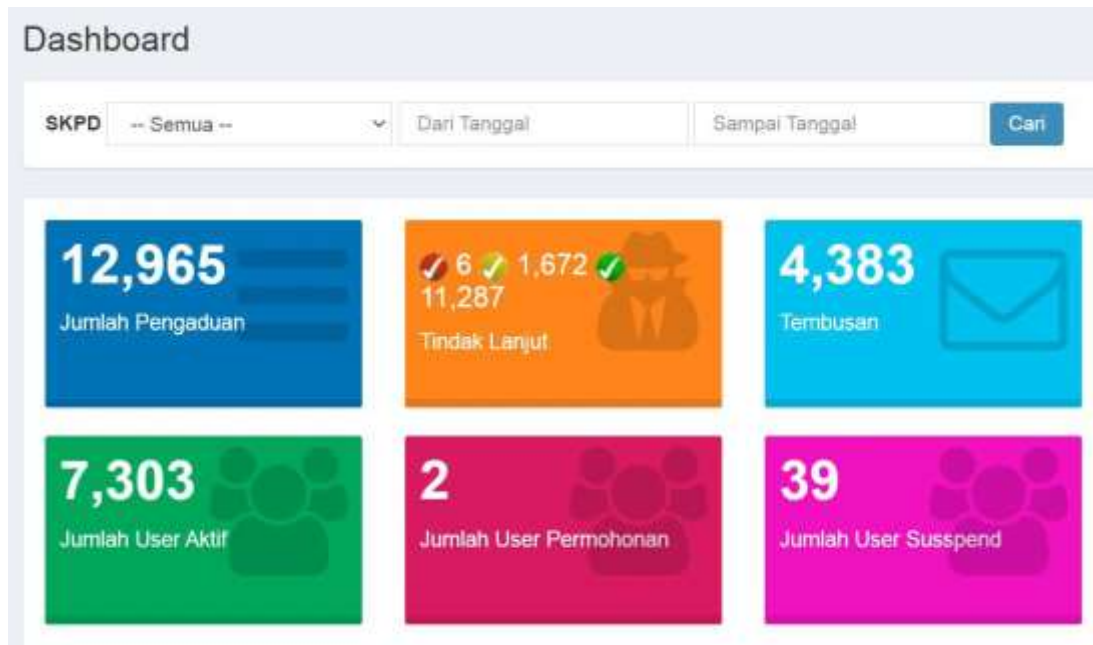 Dashboard
SKPD -- Semua -- Dari Tanggal Sampai Tanggal Cari
12,965
Jumlah Pengaduan
6 1,672
11,287
Tindak Lanjut
4,383
Tembusan
7,303
Jumlah User Aktif
2
Jumlah User Permohonan
39
Jumlah User Susspend